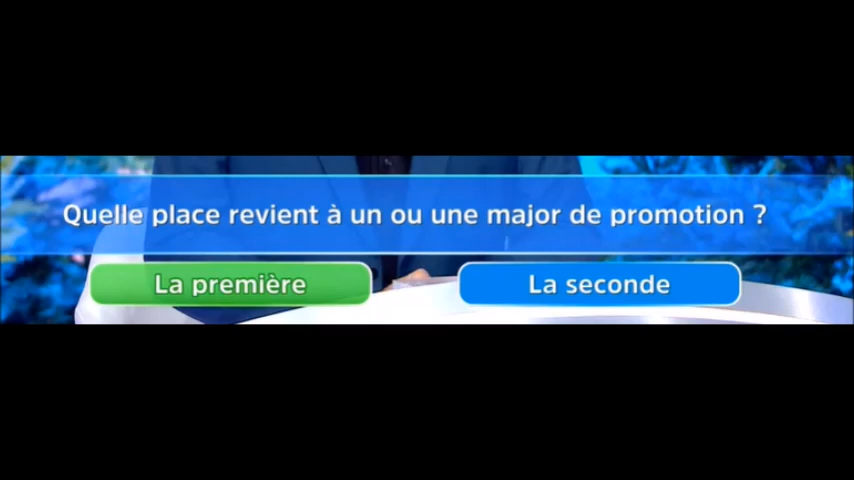 Quelle place revient à un ou une major de promotion ?
La première
La seconde